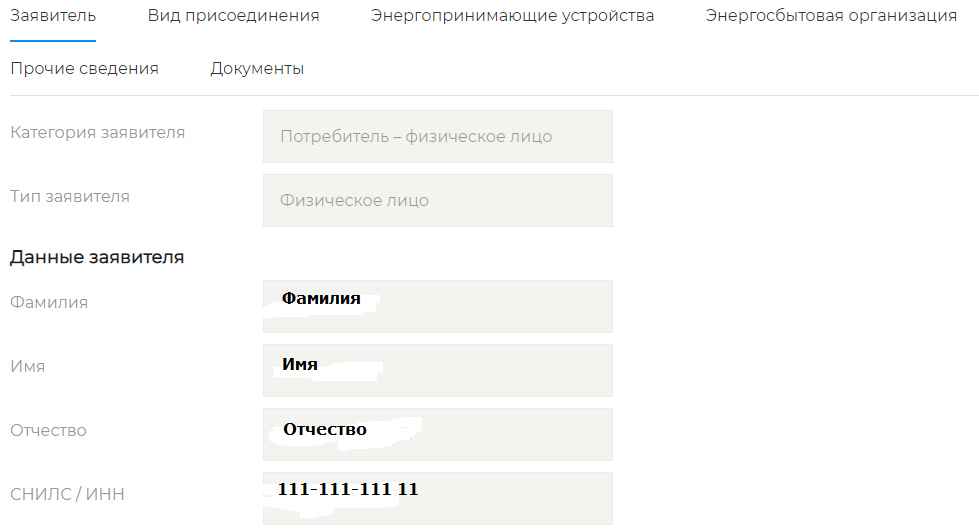 Заявитель Вид присоединения Энергопринимающие устройства Энергосбытовая организация
Прочие сведения Документы
Категория заявителя Потребитель – физическое лицо
Тип заявителя Физическое лицо
Данные заявителя
Фамилия Фамилия
Имя Имя
Отчество Отчество
СНИЛС / ИНН 111-111-111 11